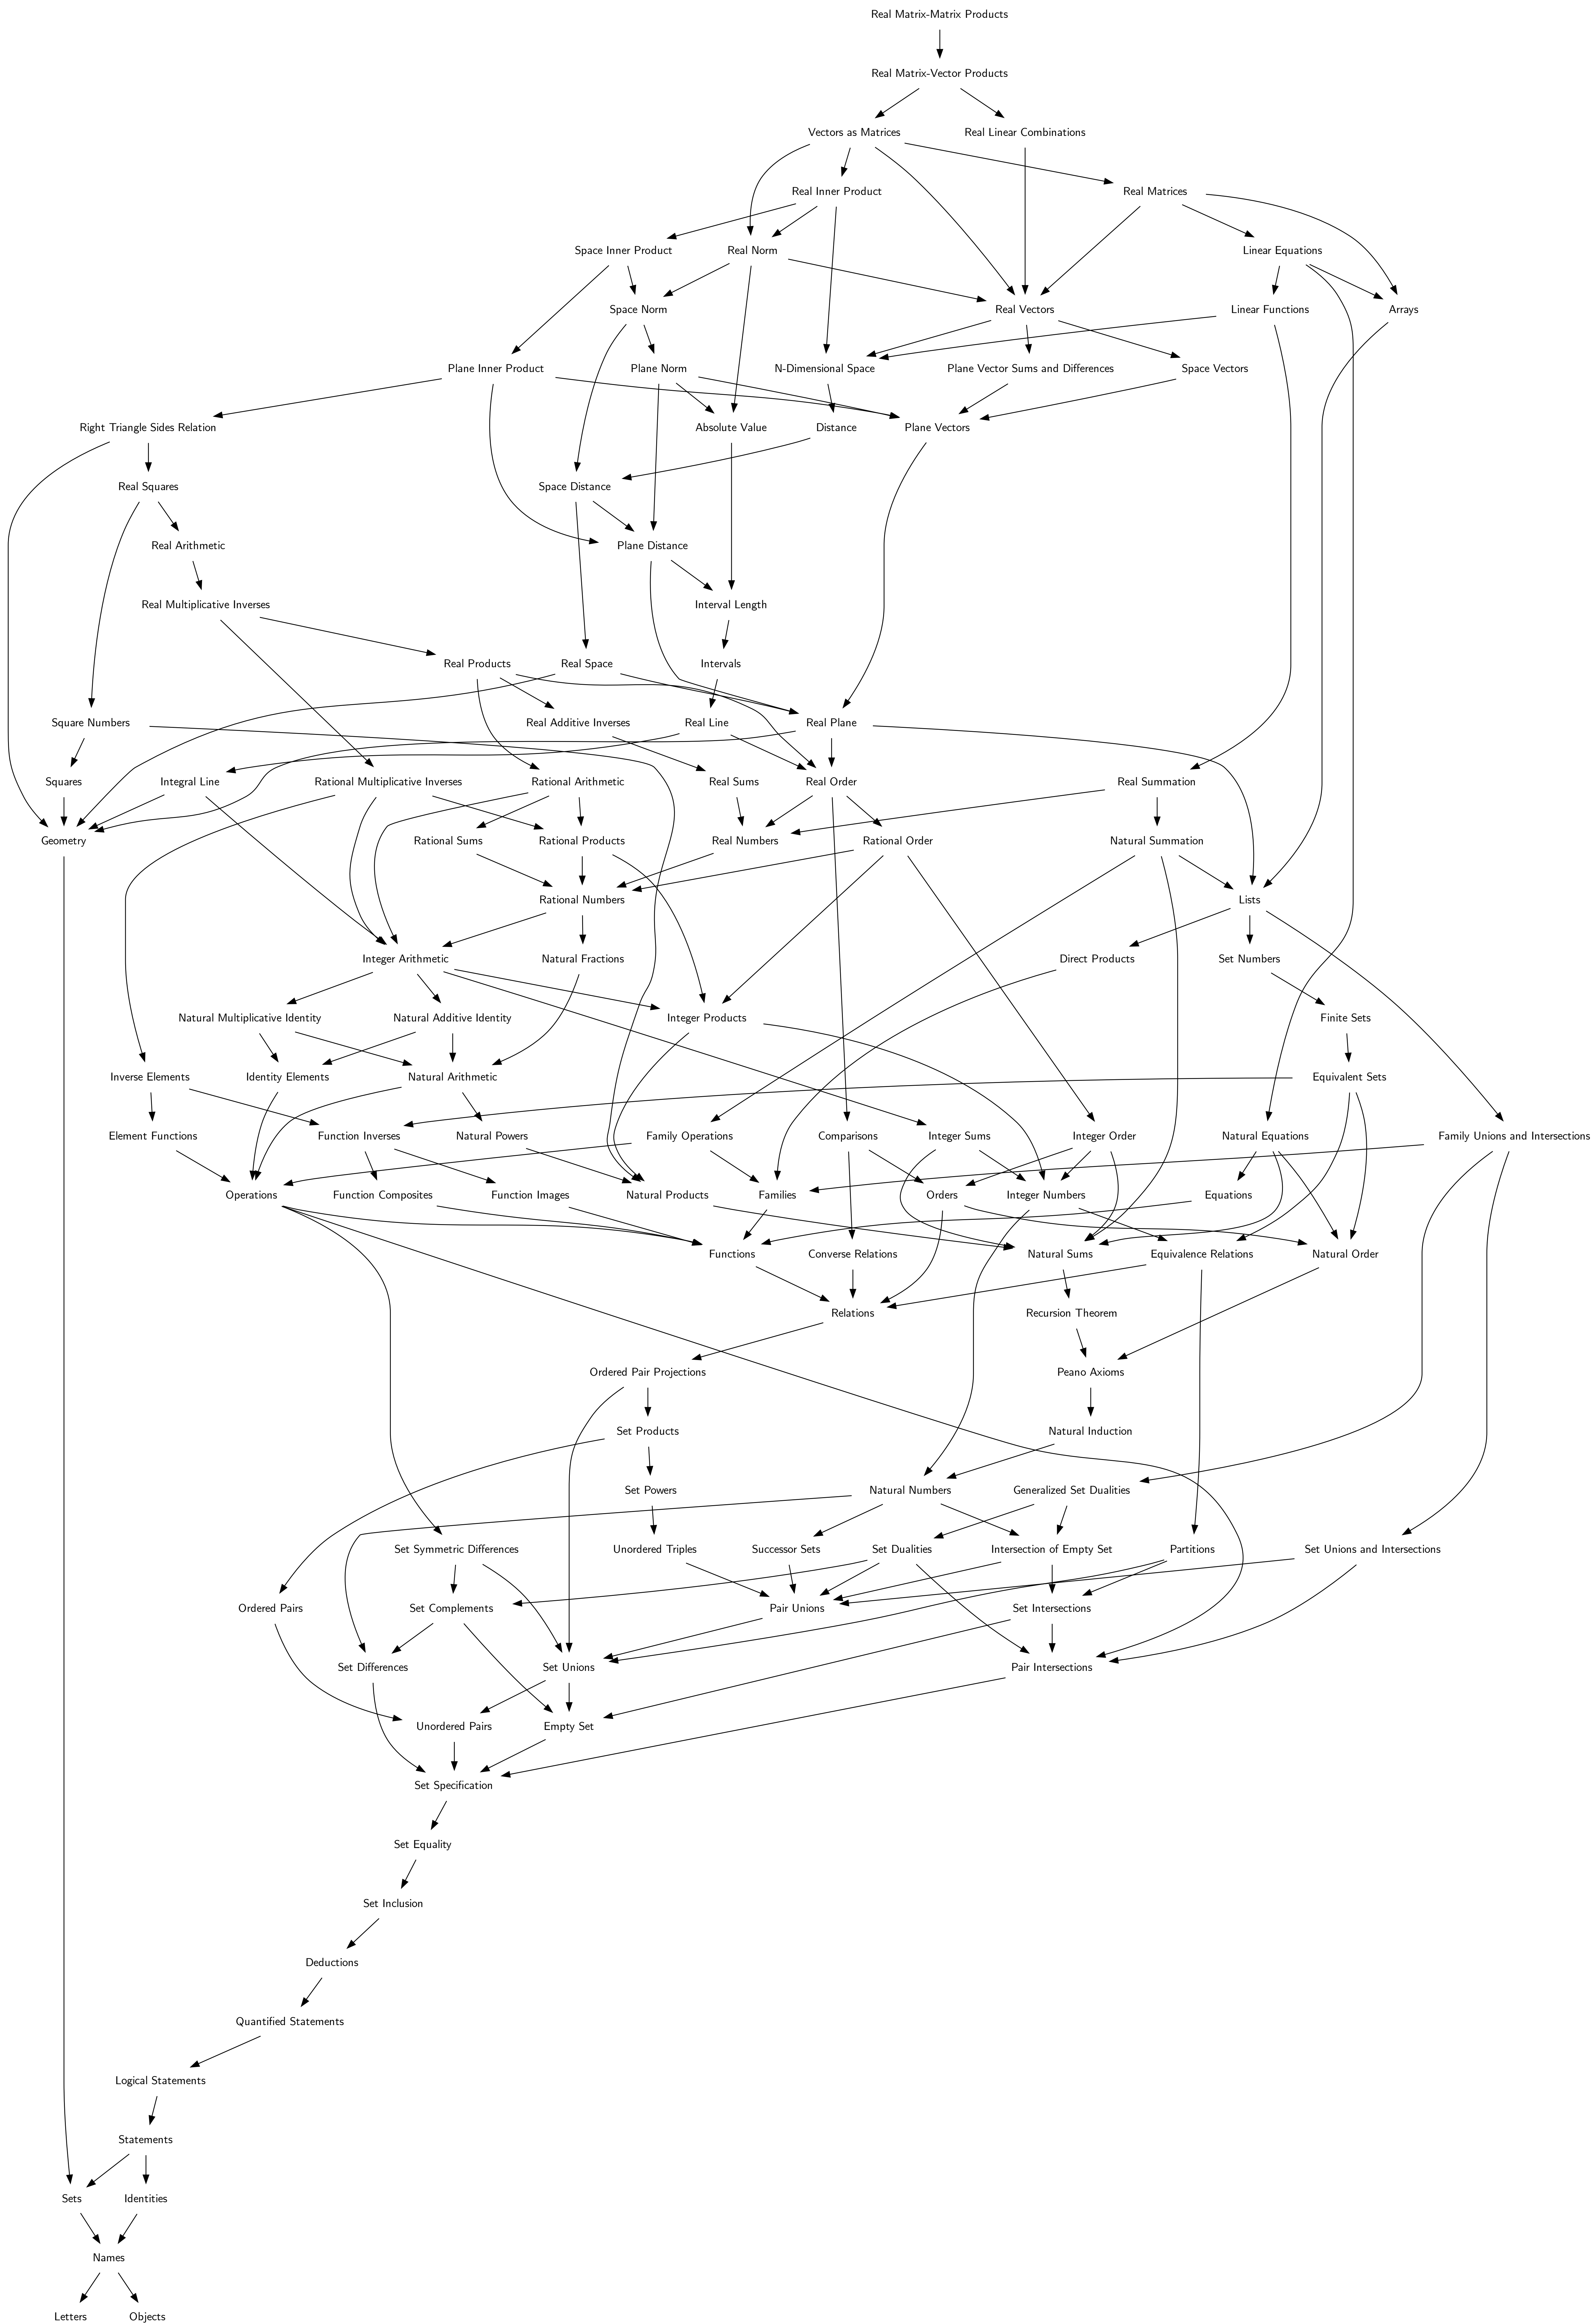 Real Matrix-Matrix Products
Real Matrix-Vector Products
Vectors as Matrices
Real Linear Combinations
Real Inner Product
Real Matrices
Space Inner Product
Real Norm
Linear Equations
Space Norm
Real Vectors
Linear Functions
Arrays
Plane Inner Product
Plane Norm
N-Dimensional Space
Plane Vector Sums and Differences
Space Vectors
Right Triangle Sides Relation
Absolute Value
Distance
Plane Vectors
Real Squares
Space Distance
Real Arithmetic
Plane Distance
Real Multiplicative Inverses
Interval Length
Real Products
Real Space
Intervals
Square Numbers
Real Additive Inverses
Real Line
Real Plane
Squares
Integral Line
Rational Multiplicative Inverses
Rational Arithmetic
Real Sums
Real Order
Real Summation
Geometry
Rational Sums
Rational Products
Real Numbers
Rational Order
Natural Summation
Rational Numbers
Lists
Integer Arithmetic
Natural Fractions
Direct Products
Set Numbers
Natural Multiplicative Identity
Natural Additive Identity
Integer Products
Finite Sets
Inverse Elements
Identity Elements
Natural Arithmetic
Equivalent Sets
Element Functions
Function Inverses
Natural Powers
Family Operations
Comparisons
Integer Sums
Integer Order
Natural Equations
Family Unions and Intersections
Operations
Function Composites
Function Images
Natural Products
Families
Orders
Integer Numbers
Equations
Functions
Converse Relations
Natural Sums
Equivalence Relations
Natural Order
Relations
Recursion Theorem
Ordered Pair Projections
Peano Axioms
Set Products
Natural Induction
Set Powers
Natural Numbers
Generalized Set Dualities
Set Symmetric Differences
Unordered Triples
Successor Sets
Set Dualities
Intersection of Empty Set
Partitions
Set Unions and Intersections
Ordered Pairs
Set Complements
Pair Unions
Set Intersections
Set Differences
Set Unions
Pair Intersections
Unordered Pairs
Empty Set
Set Specification
Set Equality
Set Inclusion
Deductions
Quantified Statements
Logical Statements
Statements
Sets
Identities
Names
Letters
Objects